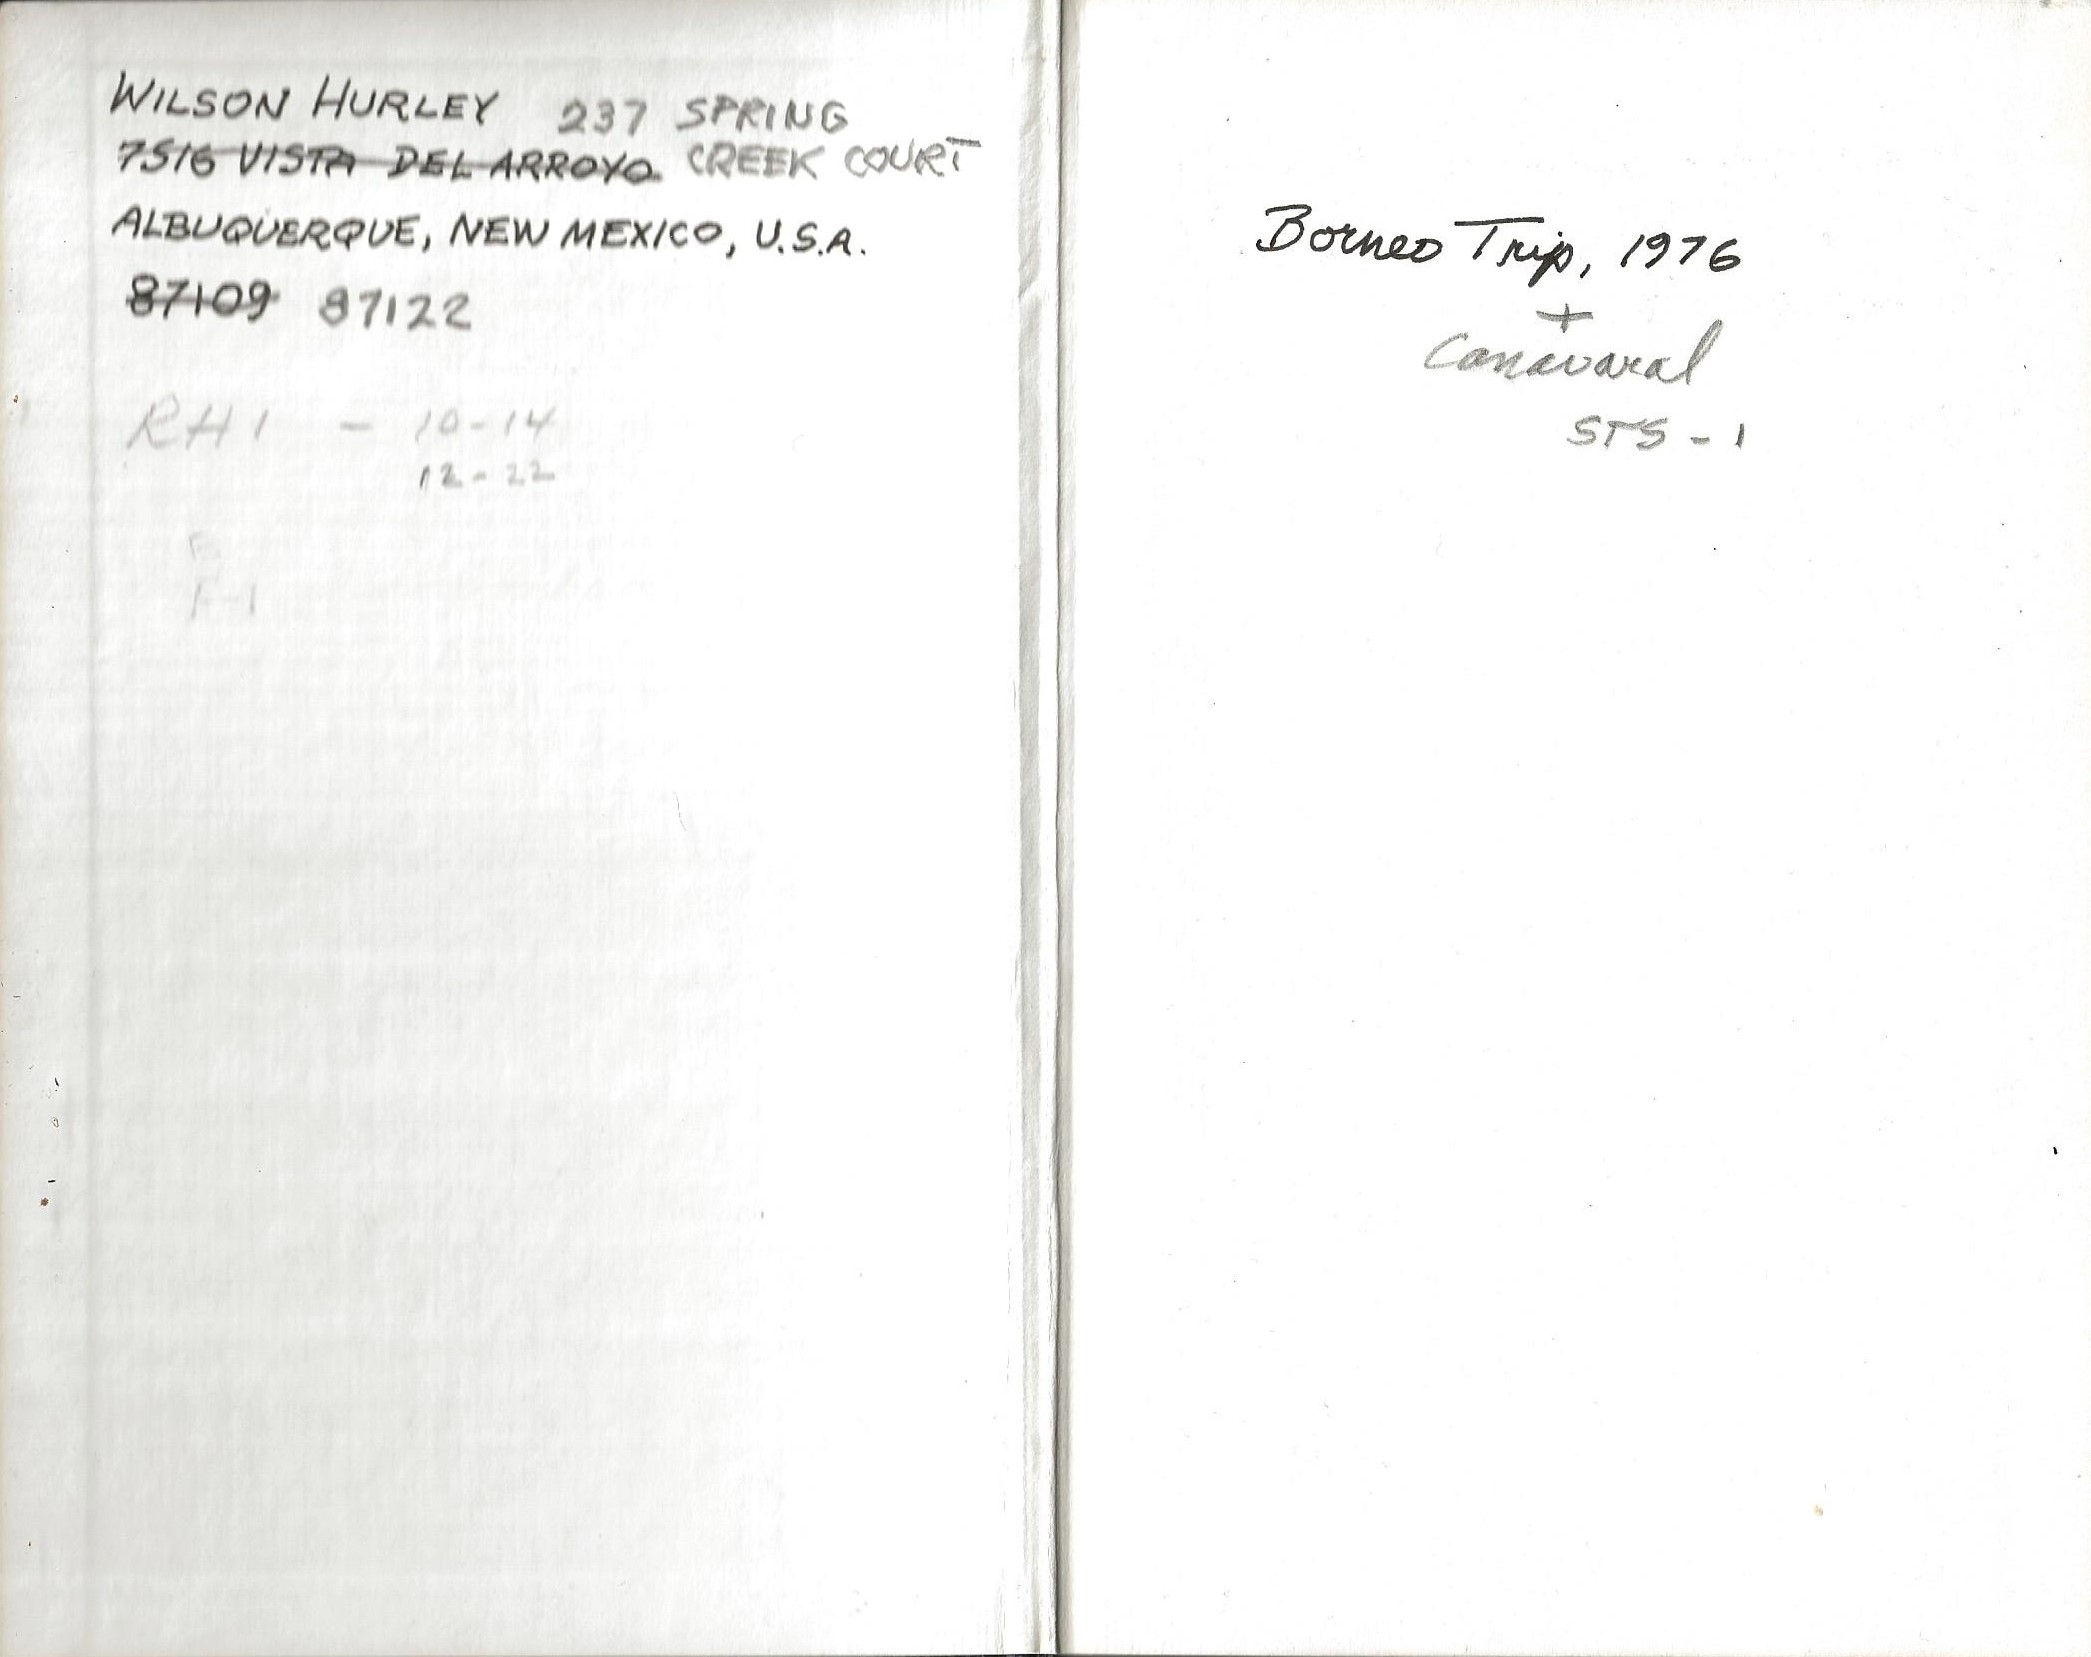 WILSON HURLEY 237 SPRING
7516 VISTA DEL ARROYO CREEK COURT
ALBUQUERQUE, NEW MEXICO, U.S.A.
87109 87122
RH1 - 10-14
12-22
F-1
Borneo Trip, 1976
+
Canavaral
STS-1